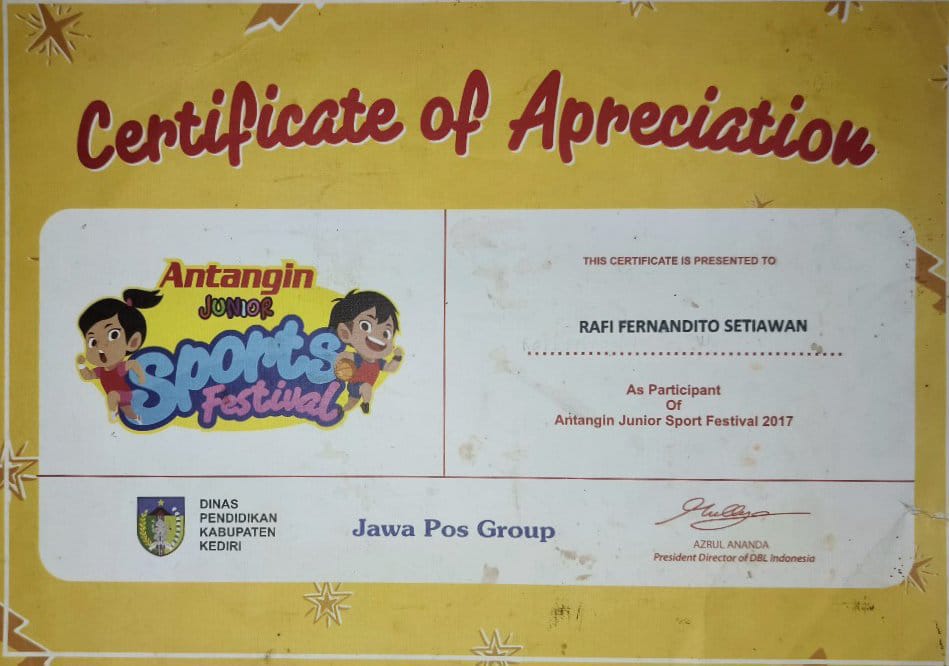 Certificate of Apreciation
Antangin
JUNIOR
Sports
Festival
THIS CERTIFICATE IS PRESENTED TO
RAFI FERNANDITO SETIAWAN
As Participant
Of
Antangin Junior Sport Festival 2017
DINAS
PENDIDIKAN
KABUPATEN
KEDIRI
Jawa Pos Group
AZRUL ANANDA
President Director of DBL Indonesia